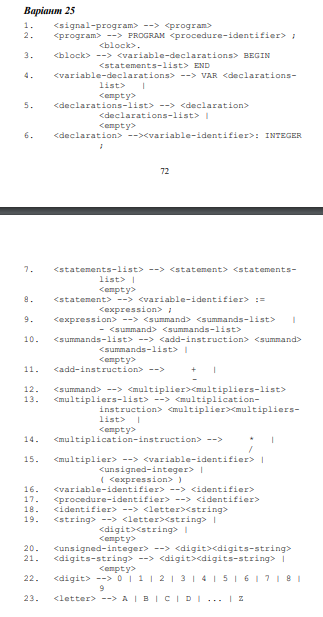 Варіант 25
1. <signal-program> --> <program>
2. <program> --> PROGRAM <procedure-identifier> ;
<block>.
3. <block> --> <variable-declarations> BEGIN
<statements-list> END
4. <variable-declarations> --> VAR <declarations-
list> |
<empty>
5. <declarations-list> --> <declaration>
<declarations-list> |
<empty>
6. <declaration> --><variable-identifier>: INTEGER
;
72
7. <statements-list> --> <statement> <statements-
list> |
<empty>
8. <statement> --> <variable-identifier> :=
<expression> ;
9. <expression> --> <summand> <summands-list> |
- <summand> <summands-list>
10. <summands-list> --> <add-instruction> <summand>
<summands-list> |
<empty>
11. <add-instruction> --> + |
-
12. <summand> --> <multiplier><multipliers-list>
13. <multipliers-list> --> <multiplication-
instruction> <multiplier><multipliers-
list> |
<empty>
14. <multiplication-instruction> --> * |
/
15. <multiplier> --> <variable-identifier> |
<unsigned-integer> |
( <expression> )
16. <variable-identifier> --> <identifier>
17. <procedure-identifier> --> <identifier>
18. <identifier> --> <letter><string>
19. <string> --> <letter><string> |
<digit><string> |
<empty>
20. <unsigned-integer> --> <digit><digits-string>
21. <digits-string> --> <digit><digits-string> |
<empty>
22. <digit> --> 0 | 1 | 2 | 3 | 4 | 5 | 6 | 7 | 8 |
9
23. <letter> --> A | B | C | D | ... | Z